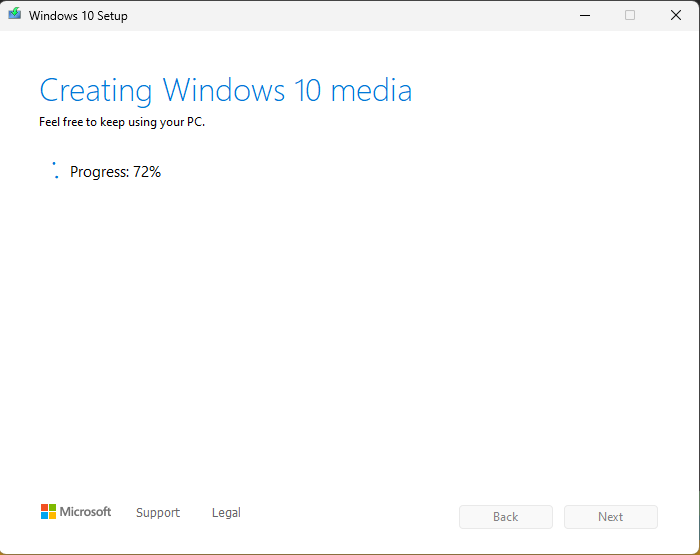 Windows 10 Setup
Creating Windows 10 media
Feel free to keep using your PC.
Progress: 72%
Microsoft Support Legal Back Next